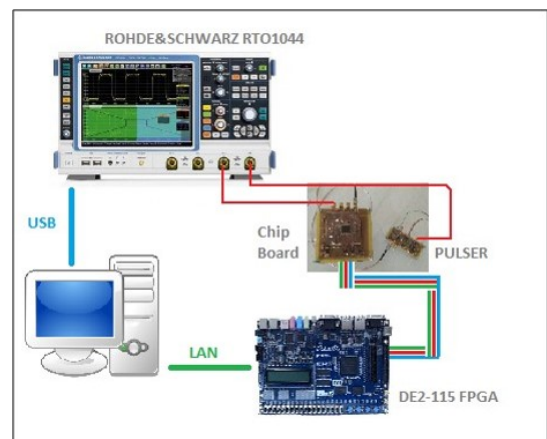 ROHDE&SCHWARZ RTO1044
USB
Chip
Board
PULSER
LAN
DE2-115 FPGA